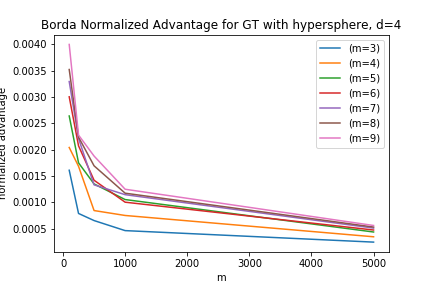 Borda Normalized Advantage for GT with hypersphere, d=4
normalized advantage
0.0040
0.0035
0.0030
0.0025
0.0020
0.0015
0.0010
0.0005
(m=3)
(m=4)
(m=5)
(m=6)
(m=7)
(m=8)
(m=9)
0 1000 2000 3000 4000 5000
m